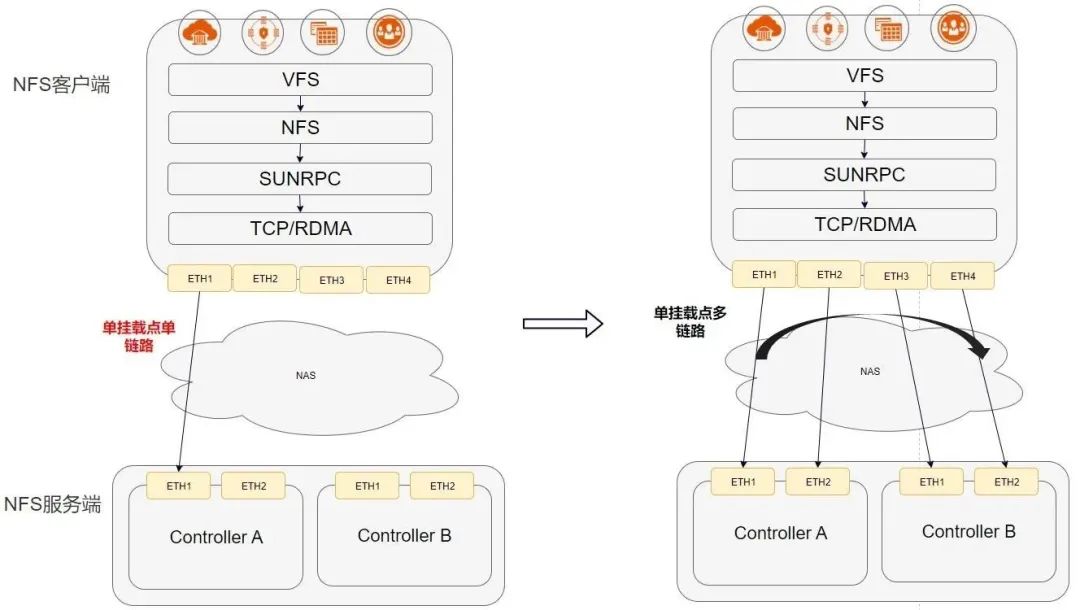 NFS客户端
VFS
NFS
SUNRPC
TCP/RDMA
ETH1
ETH2
ETH3
ETH4
单挂载点单
链路
NAS
NFS服务端
ETH1
ETH2
ETH1
ETH2
Controller A
Controller B
VFS
NFS
SUNRPC
TCP/RDMA
ETH1
ETH2
ETH3
ETH4
单挂载点多
链路
NAS
ETH1
ETH2
ETH1
ETH2
Controller A
Controller B